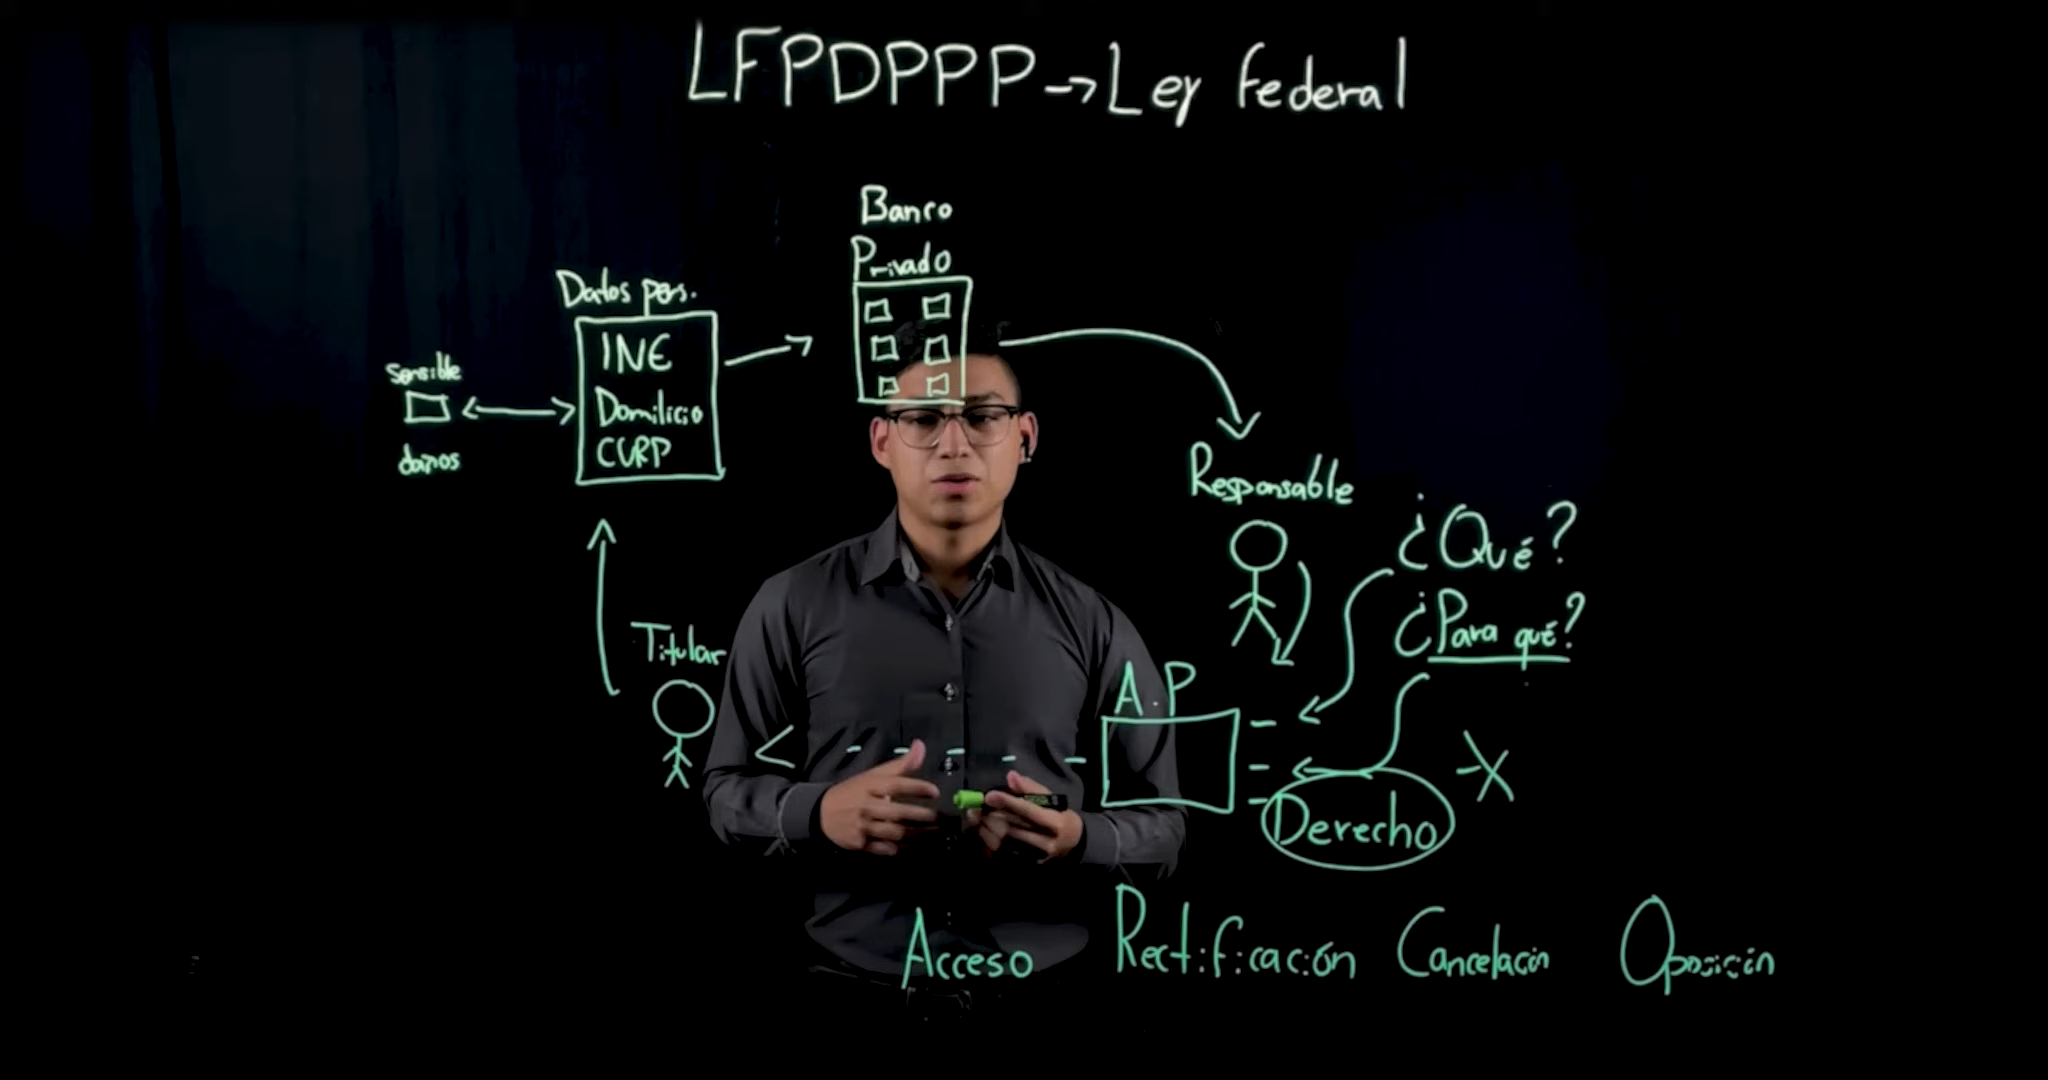 LFPDPPP → Ley federal
Banco
Privado
Datos pers.
INE
Domilicio
CURP
Sensible
daños
Titular
Responsable
¿Qué?
¿Para qué?
A.P
Derecho
-X
Acceso Rectificación Cancelación Oposición